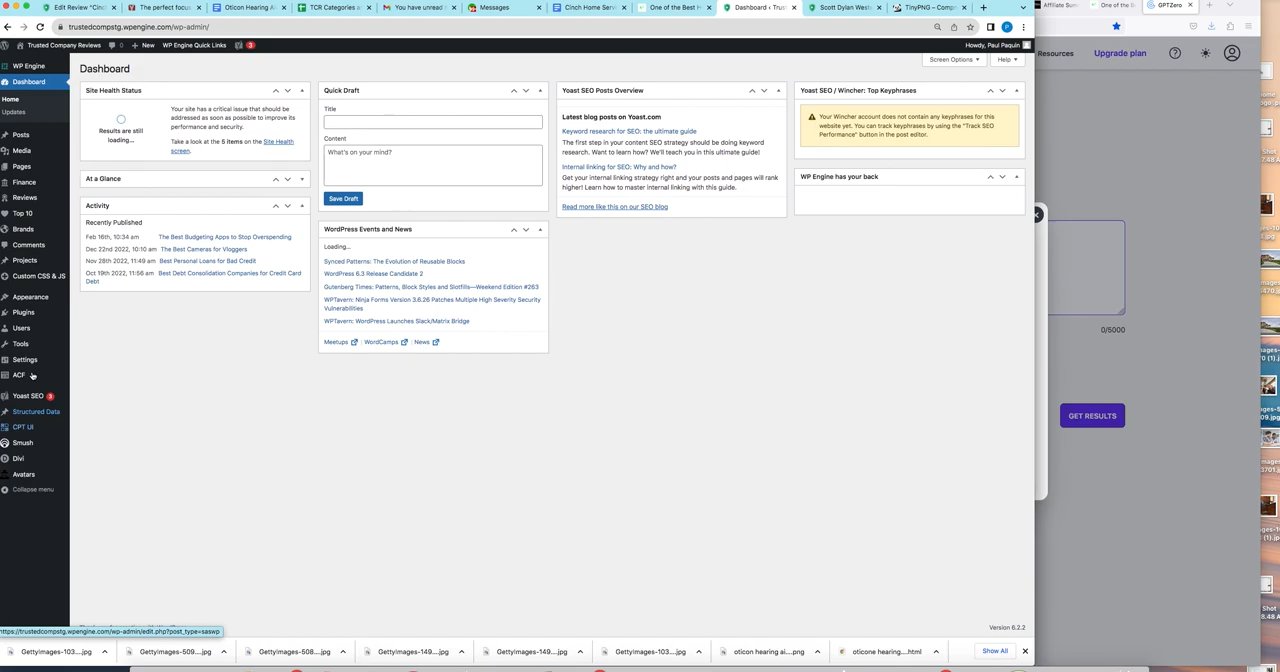 Edit Review "Cinc
The perfect focus
Oticon Hearing A
TCR Categories a
You have unread
Messages
Cinch Home Servi
One of the Best H
Dashboard ‹ Trus
Scott Dylan West
TinyPNG – Comp
Affiliate Sum
One of the B
GPTZero
trustedcompstg.wpengine.com/wp-admin/
Trusted Company Reviews
0
New
WP Engine Quick Links
3
Howdy, Paul Paquin
Resources
Upgrade plan
WP Engine
Dashboard
Home
Updates
Posts
Media
Pages
Finance
Reviews
Top 10
Brands
Comments
Projects
Custom CSS & JS
Appearance
Plugins
Users
Tools
Settings
ACF
Yoast SEO 3
Structured Data
CPT UI
Smush
Divi
Avatars
Collapse menu
Dashboard
Screen Options
Help
Site Health Status
Results are still
loading...
Your site has a critical issue that should be
addressed as soon as possible to improve its
performance and security.
Take a look at the 5 items on the Site Health
screen.
At a Glance
Activity
Recently Published
Feb 16th, 10:34 am The Best Budgeting Apps to Stop Overspending
Dec 22nd 2022, 10:10 am The Best Cameras for Vloggers
Nov 28th 2022, 11:49 am Best Personal Loans for Bad Credit
Oct 19th 2022, 11:56 am Best Debt Consolidation Companies for Credit Card
Debt
Quick Draft
Title
Content
What's on your mind?
Save Draft
WordPress Events and News
Loading...
Synced Patterns: The Evolution of Reusable Blocks
WordPress 6.3 Release Candidate 2
Gutenberg Times: Patterns, Block Styles and Slotfills—Weekend Edition #263
WPTavern: Ninja Forms Version 3.6.26 Patches Multiple High Severity Security
Vulnerabilities
WPTavern: WordPress Launches Slack/Matrix Bridge
Meetups
WordCamps
News
Yoast SEO Posts Overview
Latest blog posts on Yoast.com
Keyword research for SEO: the ultimate guide
The first step in your content SEO strategy should be doing keyword
research. Want to learn how? We'll teach you in this ultimate guide!
Internal linking for SEO: Why and how?
Get your internal linking strategy right and your posts and pages will rank
higher! Learn how to master internal linking with this guide.
Read more like this on our SEO blog
Yoast SEO / Wincher: Top Keyphrases
Your Wincher account does not contain any keyphrases for this
website yet. You can track keyphrases by using the "Track SEO
Performance" button in the post editor.
WP Engine has your back
0/5000
GET RESULTS
Version 6.2.2
https://trustedcompstg.wpengine.com/wp-admin/edit.php?post_type=saswp
GettyImages-103....jpg
GettyImages-509....jpg
GettyImages-508....jpg
GettyImages-149....jpg
GettyImages-149....jpg
GettyImages-103....jpg
oticon hearing ai....png
oticone hearing....html
Show All